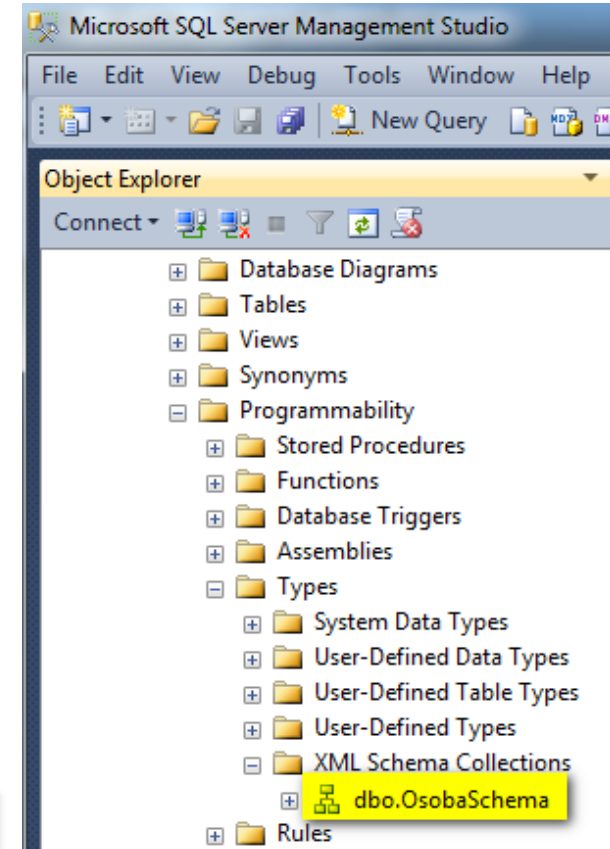 Microsoft SQL Server Management Studio
File Edit View Debug Tools Window Help
New Query
Object Explorer
Connect
Database Diagrams
Tables
Views
Synonyms
Programmability
Stored Procedures
Functions
Database Triggers
Assemblies
Types
System Data Types
User-Defined Data Types
User-Defined Table Types
User-Defined Types
XML Schema Collections
dbo.OsobaSchema
Rules